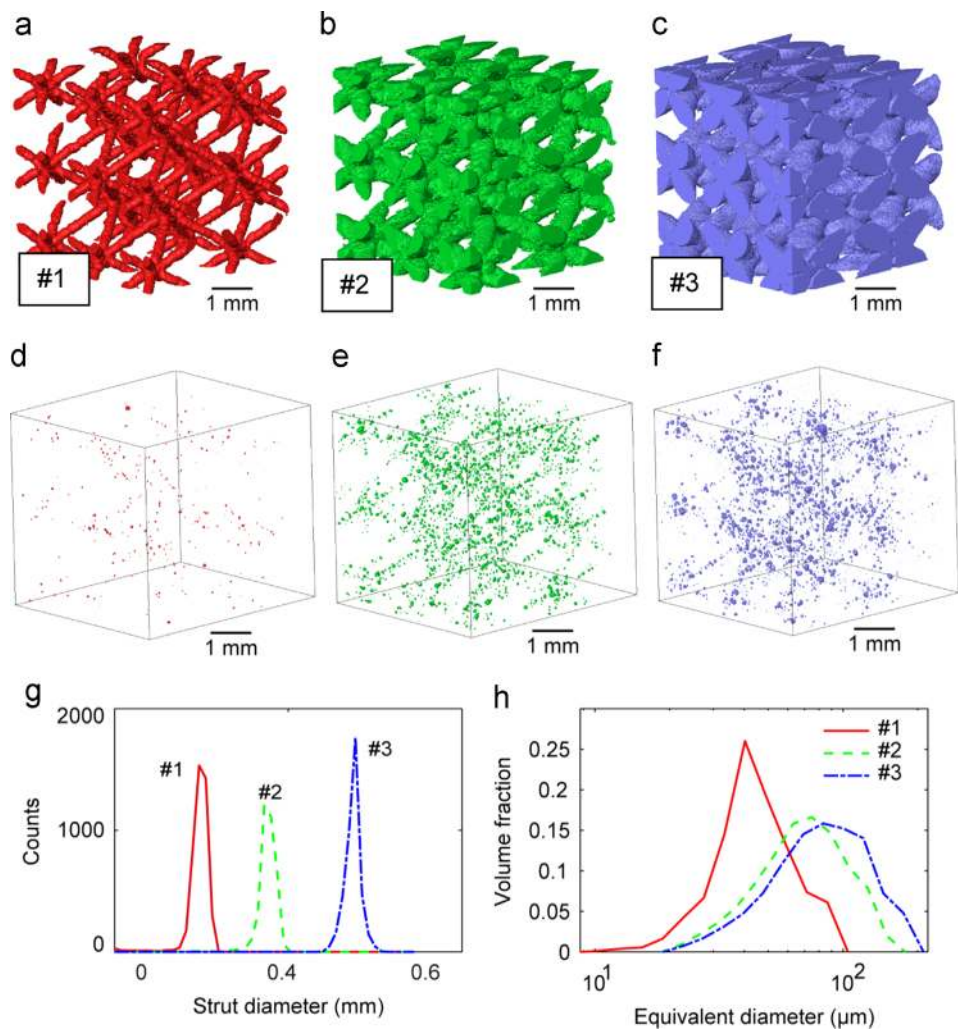 a
b
c
#1
#2
#3
1 mm
1 mm
1 mm
d
e
f
1 mm
1 mm
1 mm
g
h
2000
1000
0
Counts
#1
#2
#3
0
0.4
0.6
Strut diameter (mm)
#1
#2
#3
0.25
0.2
0.15
0.1
0.05
0
Volume fraction
10¹
10²
Equivalent diameter (µm)